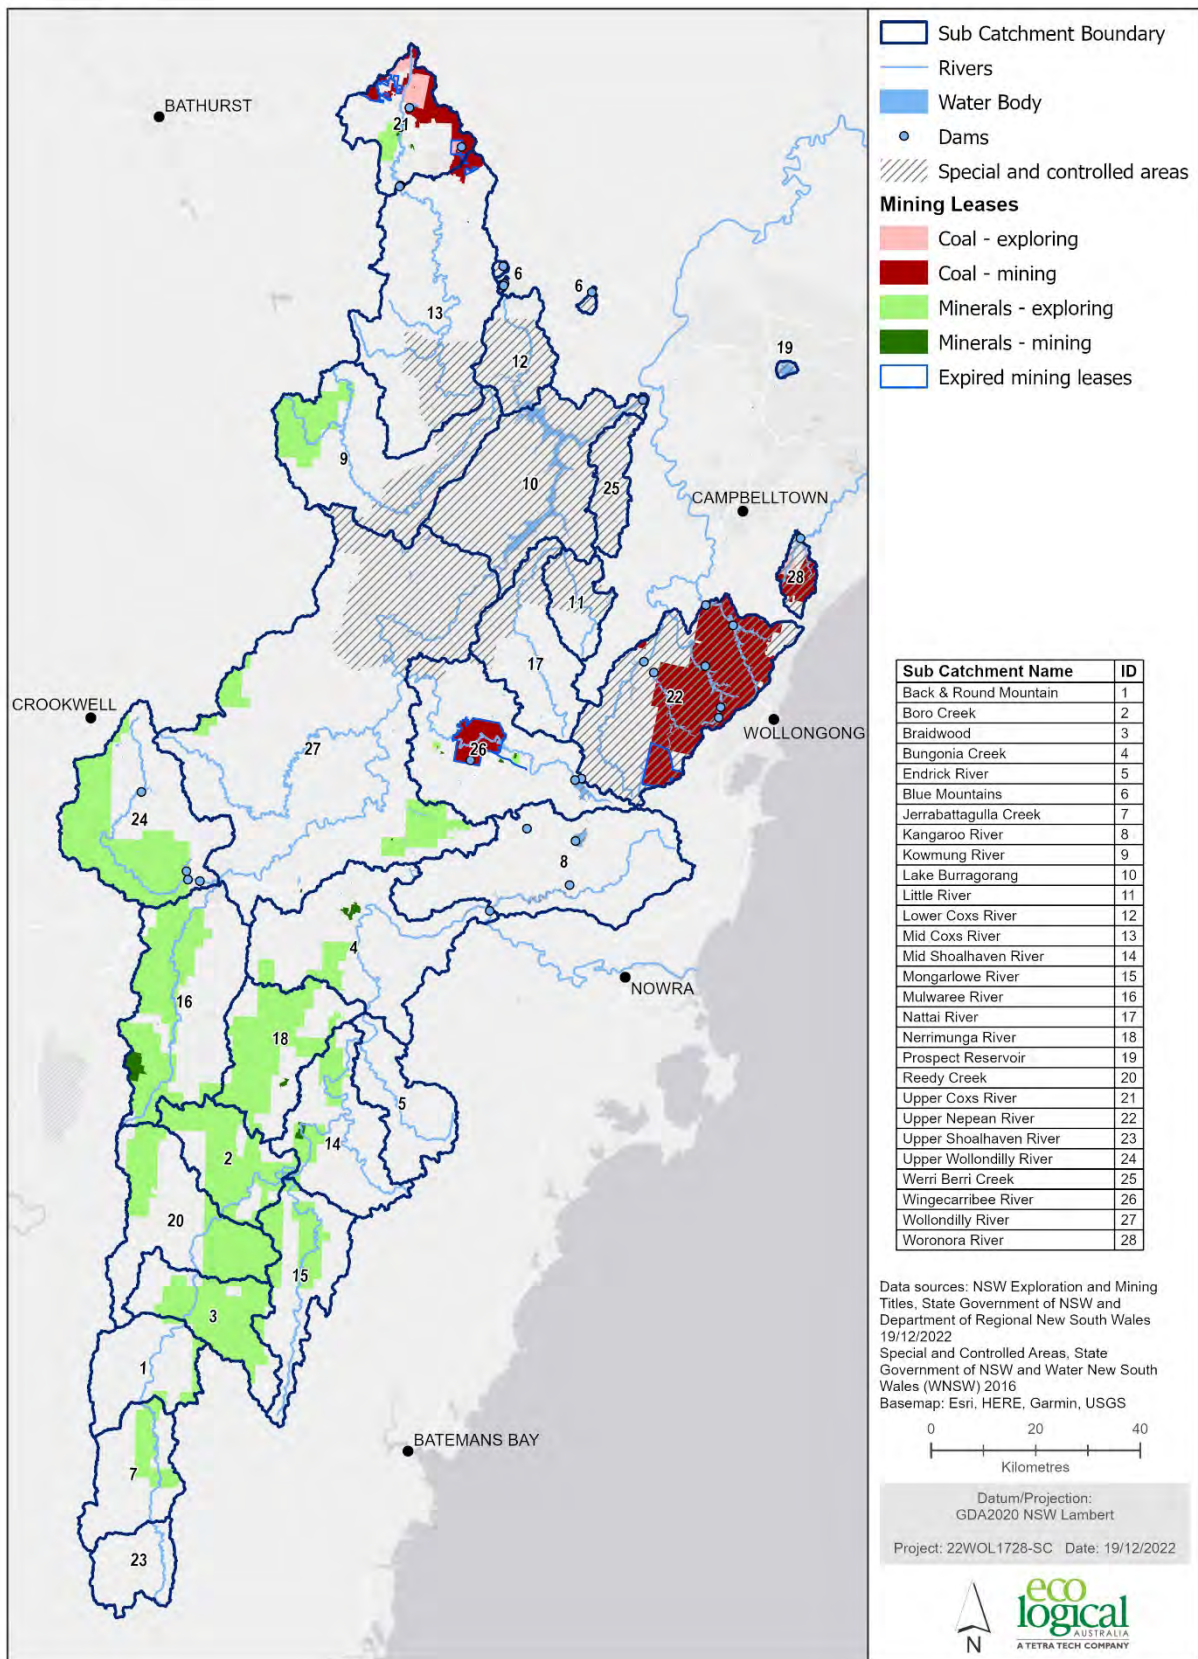 Sub Catchment Boundary
Rivers
Water Body
Dams
Special and controlled areas
Mining Leases
Coal - exploring
Coal - mining
Minerals - exploring
Minerals - mining
Expired mining leases
BATHURST
21
6
6
13
12
19
9
10
25
CAMPBELLTOWN
28
11
17
22
CROOKWELL
WOLLONGONG
27
26
24
8
4
NOWRA
16
18
5
14
2
20
15
3
1
BATEMANS BAY
7
23
Sub Catchment Name ID
Back & Round Mountain 1
Boro Creek 2
Braidwood 3
Bungonia Creek 4
Endrick River 5
Blue Mountains 6
Jerrabattagulla Creek 7
Kangaroo River 8
Kowmung River 9
Lake Burragorang 10
Little River 11
Lower Coxs River 12
Mid Coxs River 13
Mid Shoalhaven River 14
Mongarlowe River 15
Mulwaree River 16
Nattai River 17
Nerrimunga River 18
Prospect Reservoir 19
Reedy Creek 20
Upper Coxs River 21
Upper Nepean River 22
Upper Shoalhaven River 23
Upper Wollondilly River 24
Werri Berri Creek 25
Wingecarribee River 26
Wollondilly River 27
Woronora River 28
Data sources: NSW Exploration and Mining
Titles, State Government of NSW and
Department of Regional New South Wales
19/12/2022
Special and Controlled Areas, State
Government of NSW and Water New South
Wales (WNSW) 2016
Basemap: Esri, HERE, Garmin, USGS
0 20 40
Kilometres
Datum/Projection:
GDA2020 NSW Lambert
Project: 22WOL1728-SC Date: 19/12/2022
N
eco
logical
AUSTRALIA
A TETRA TECH COMPANY